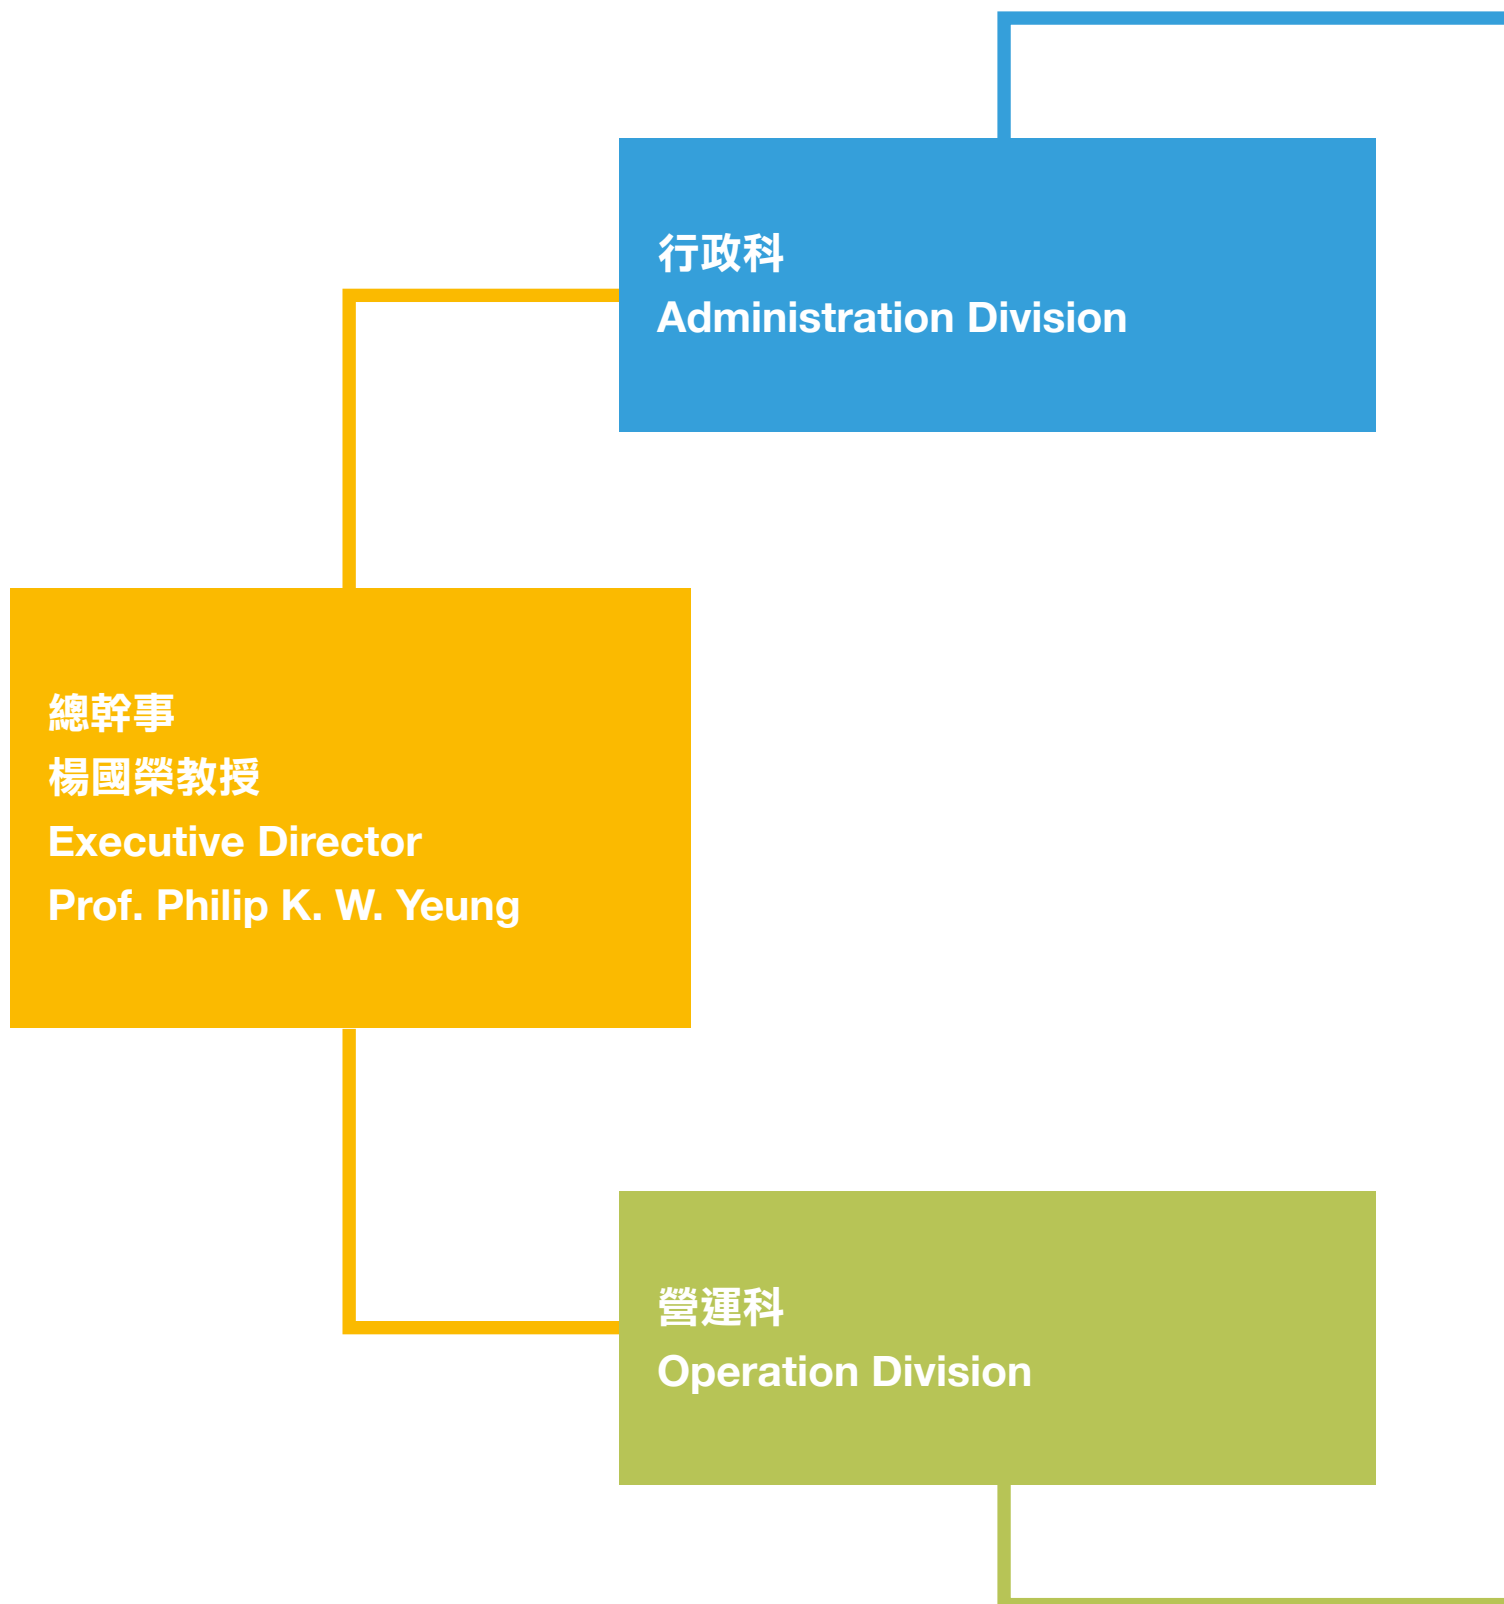 行政科
Administration Division
總幹事
楊國榮教授
Executive Director
Prof. Philip K. W. Yeung
營運科
Operation Division